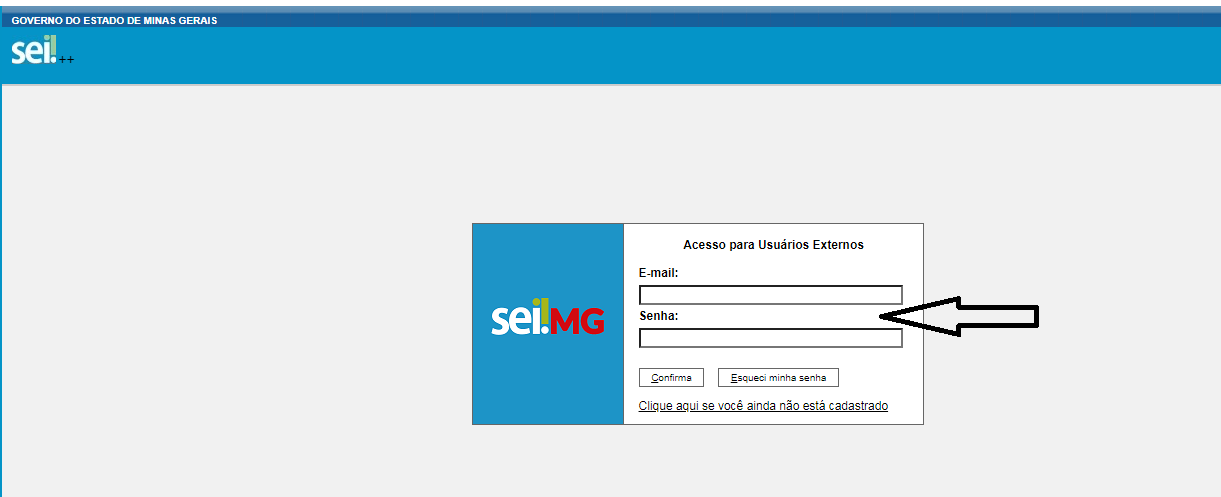 GOVERNO DO ESTADO DE MINAS GERAIS
sei! ++
Acesso para Usuários Externos
E-mail:
sei!MG
Senha:
Confirma Esqueci minha senha
Clique aqui se você ainda não está cadastrado